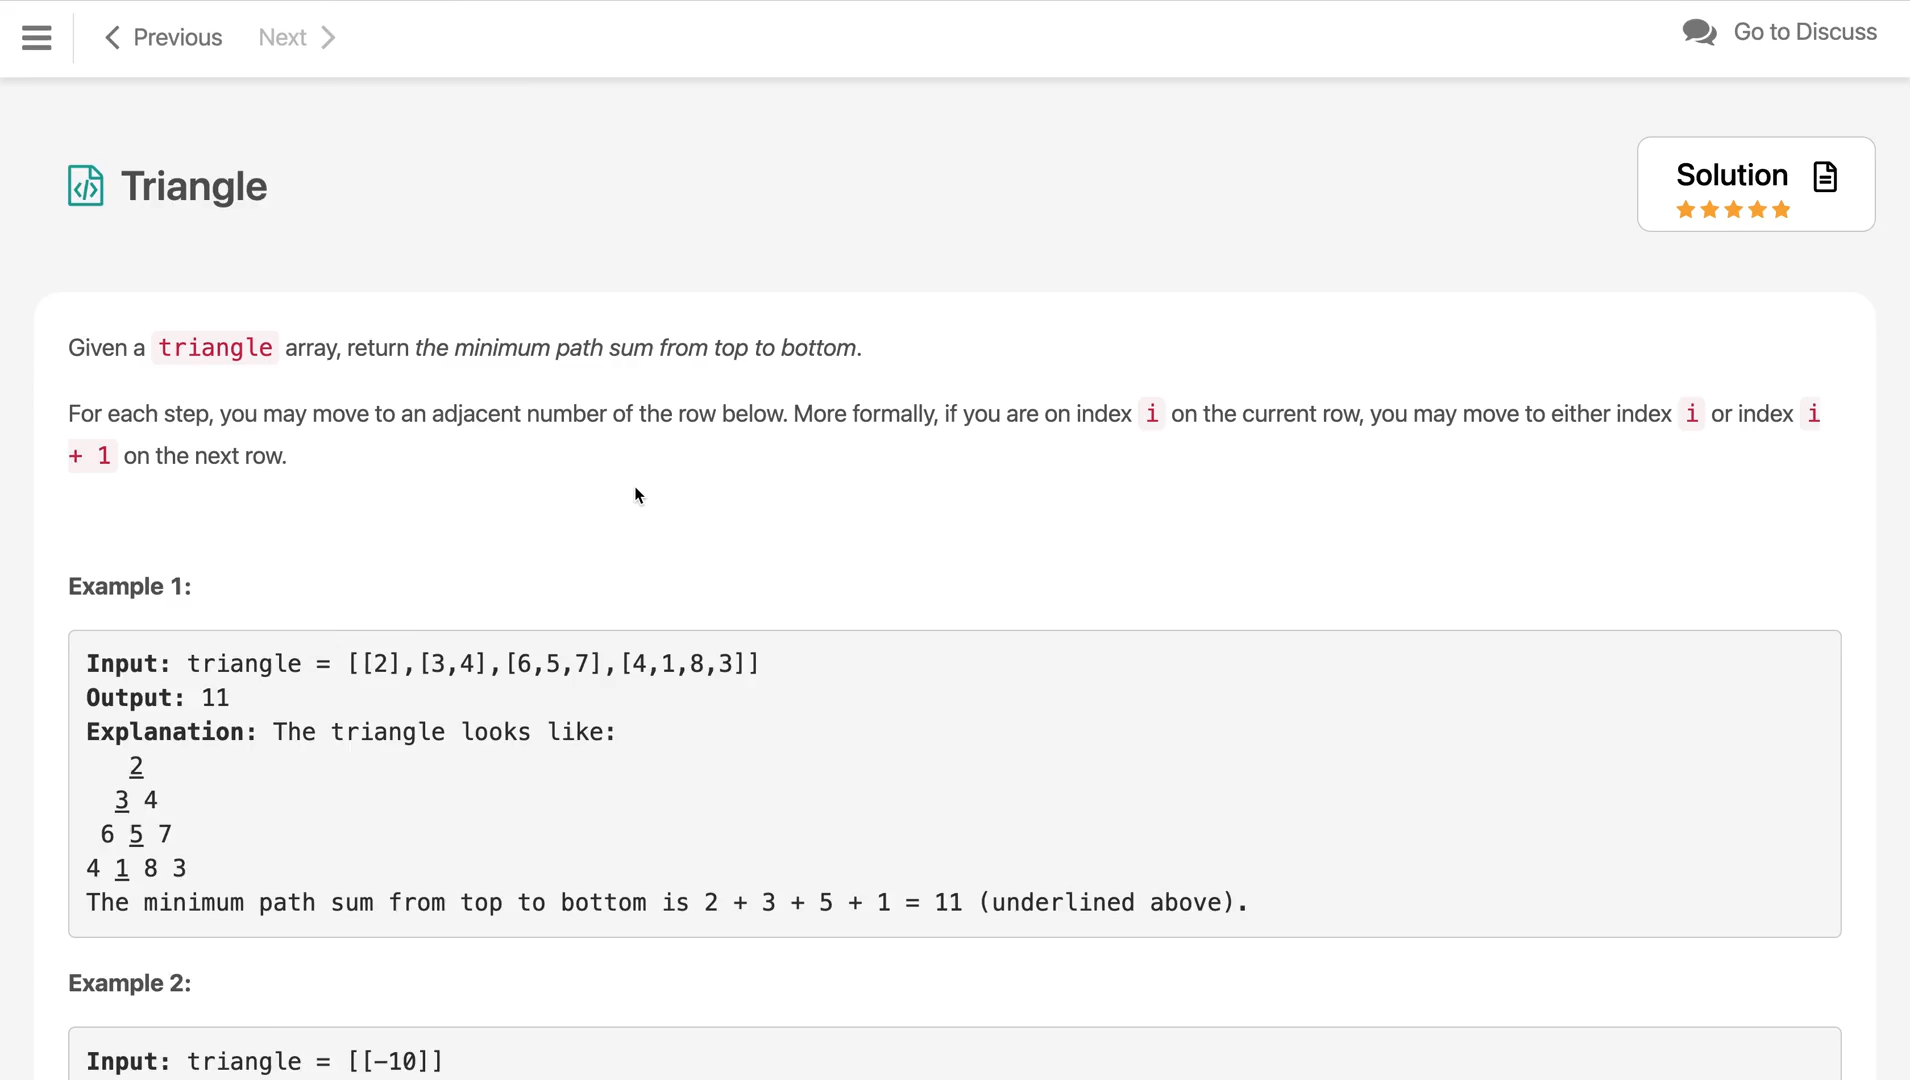 Previous Next Go to Discuss
Triangle
Solution
Given a triangle array, return the minimum path sum from top to bottom.
For each step, you may move to an adjacent number of the row below. More formally, if you are on index i on the current row, you may move to either index i or index i
+ 1 on the next row.
Example 1:
Input: triangle = [[2],[3,4],[6,5,7],[4,1,8,3]]
Output: 11
Explanation: The triangle looks like:
2
3 4
6 5 7
4 1 8 3
The minimum path sum from top to bottom is 2 + 3 + 5 + 1 = 11 (underlined above).
Example 2:
Input: triangle = [[-10]]